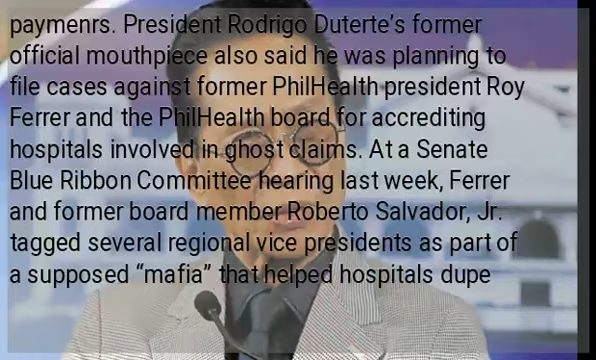 paymenrs. President Rodrigo Duterte’s former
official mouthpiece also said he was planning to
file cases against former PhilHealth president Roy
Ferrer and the PhilHealth board for accrediting
hospitals involved in ghost claims. At a Senate
Blue Ribbon Committee hearing last week, Ferrer
and former board member Roberto Salvador, Jr.
tagged several regional vice presidents as part of
a supposed “mafia” that helped hospitals dupe